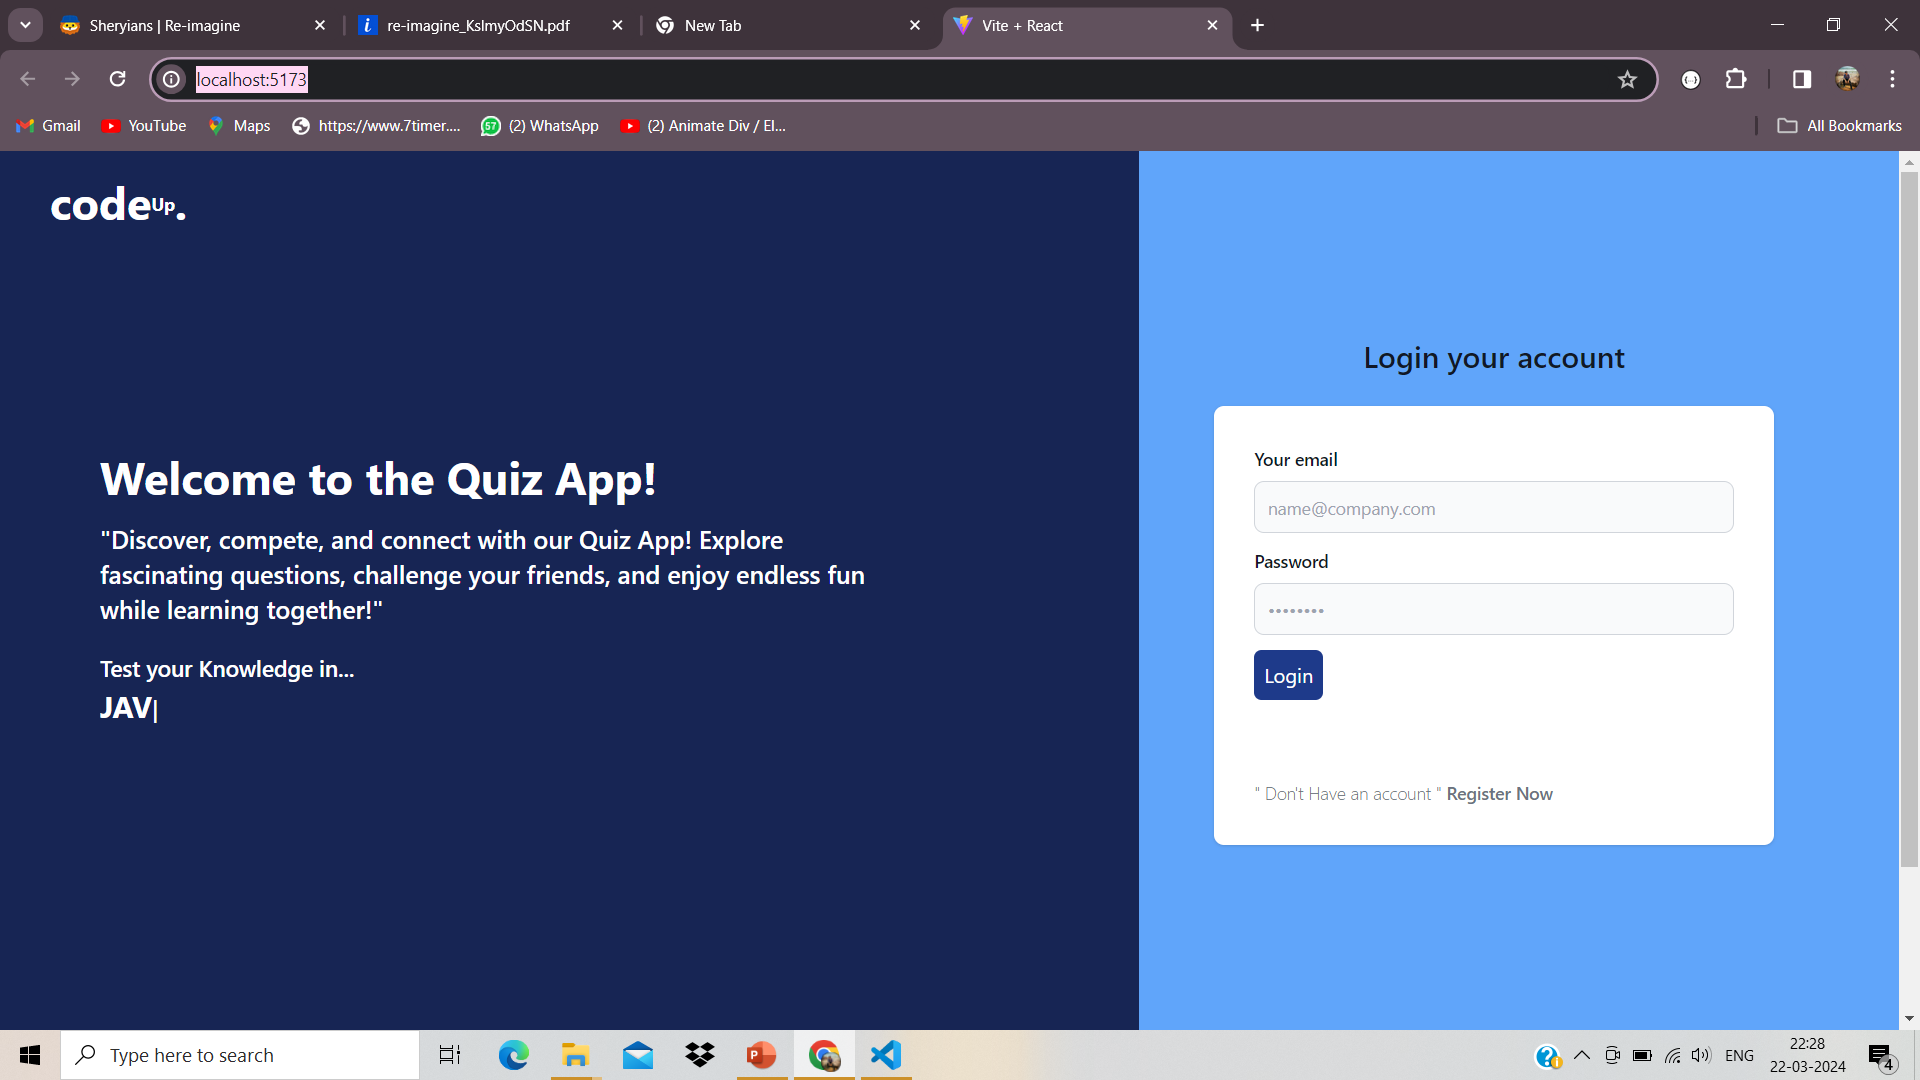 Sheryians | Re-imagine
re-imagine_KslmyOdSN.pdf
New Tab
Vite + React
localhost:5173
Gmail
YouTube
Maps
https://www.7timer....
57
(2) WhatsApp
(2) Animate Div / El...
All Bookmarks
codeUp.
Welcome to the Quiz App!
"Discover, compete, and connect with our Quiz App! Explore
fascinating questions, challenge your friends, and enjoy endless fun
while learning together!"
Test your Knowledge in...
JAV|
Login your account
Your email
name@company.com
Password
••••••••
Login
" Don't Have an account " Register Now
Type here to search
ENG
22:28
22-03-2024
4